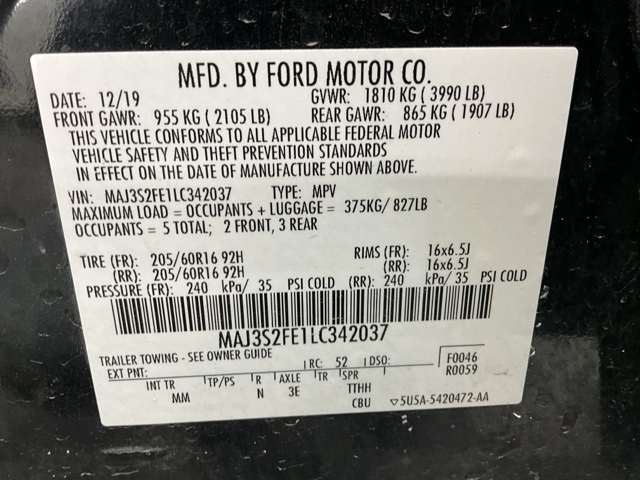 MFD. BY FORD MOTOR CO.
DATE: 12/19 GVWR: 1810 KG ( 3990 LB)
FRONT GAWR: 955 KG ( 2105 LB) REAR GAWR: 865 KG ( 1907 LB)
THIS VEHICLE CONFORMS TO ALL APPLICABLE FEDERAL MOTOR
VEHICLE SAFETY AND THEFT PREVENTION STANDARDS
IN EFFECT ON THE DATE OF MANUFACTURE SHOWN ABOVE.
VIN: MAJ3S2FE1LC342037 TYPE: MPV
MAXIMUM LOAD = OCCUPANTS + LUGGAGE = 375KG/ 827LB
OCCUPANTS = 5 TOTAL; 2 FRONT, 3 REAR
TIRE (FR): 205/60R16 92H RIMS (FR): 16x6.5J
(RR): 205/60R16 92H (RR): 16x6.5J
PRESSURE (FR): 240 kPa/ 35 PSI COLD (RR): 240 kPa/ 35 PSI COLD
MAJ3S2FE1LC342037
TRAILER TOWING - SEE OWNER GUIDE
EXT PNT: RC: 52 DSO: F0046
R0059
INT TR TP/PS R AXLE TR SPR TTHH
MM N 3E CBU 5U5A-5420472-AA